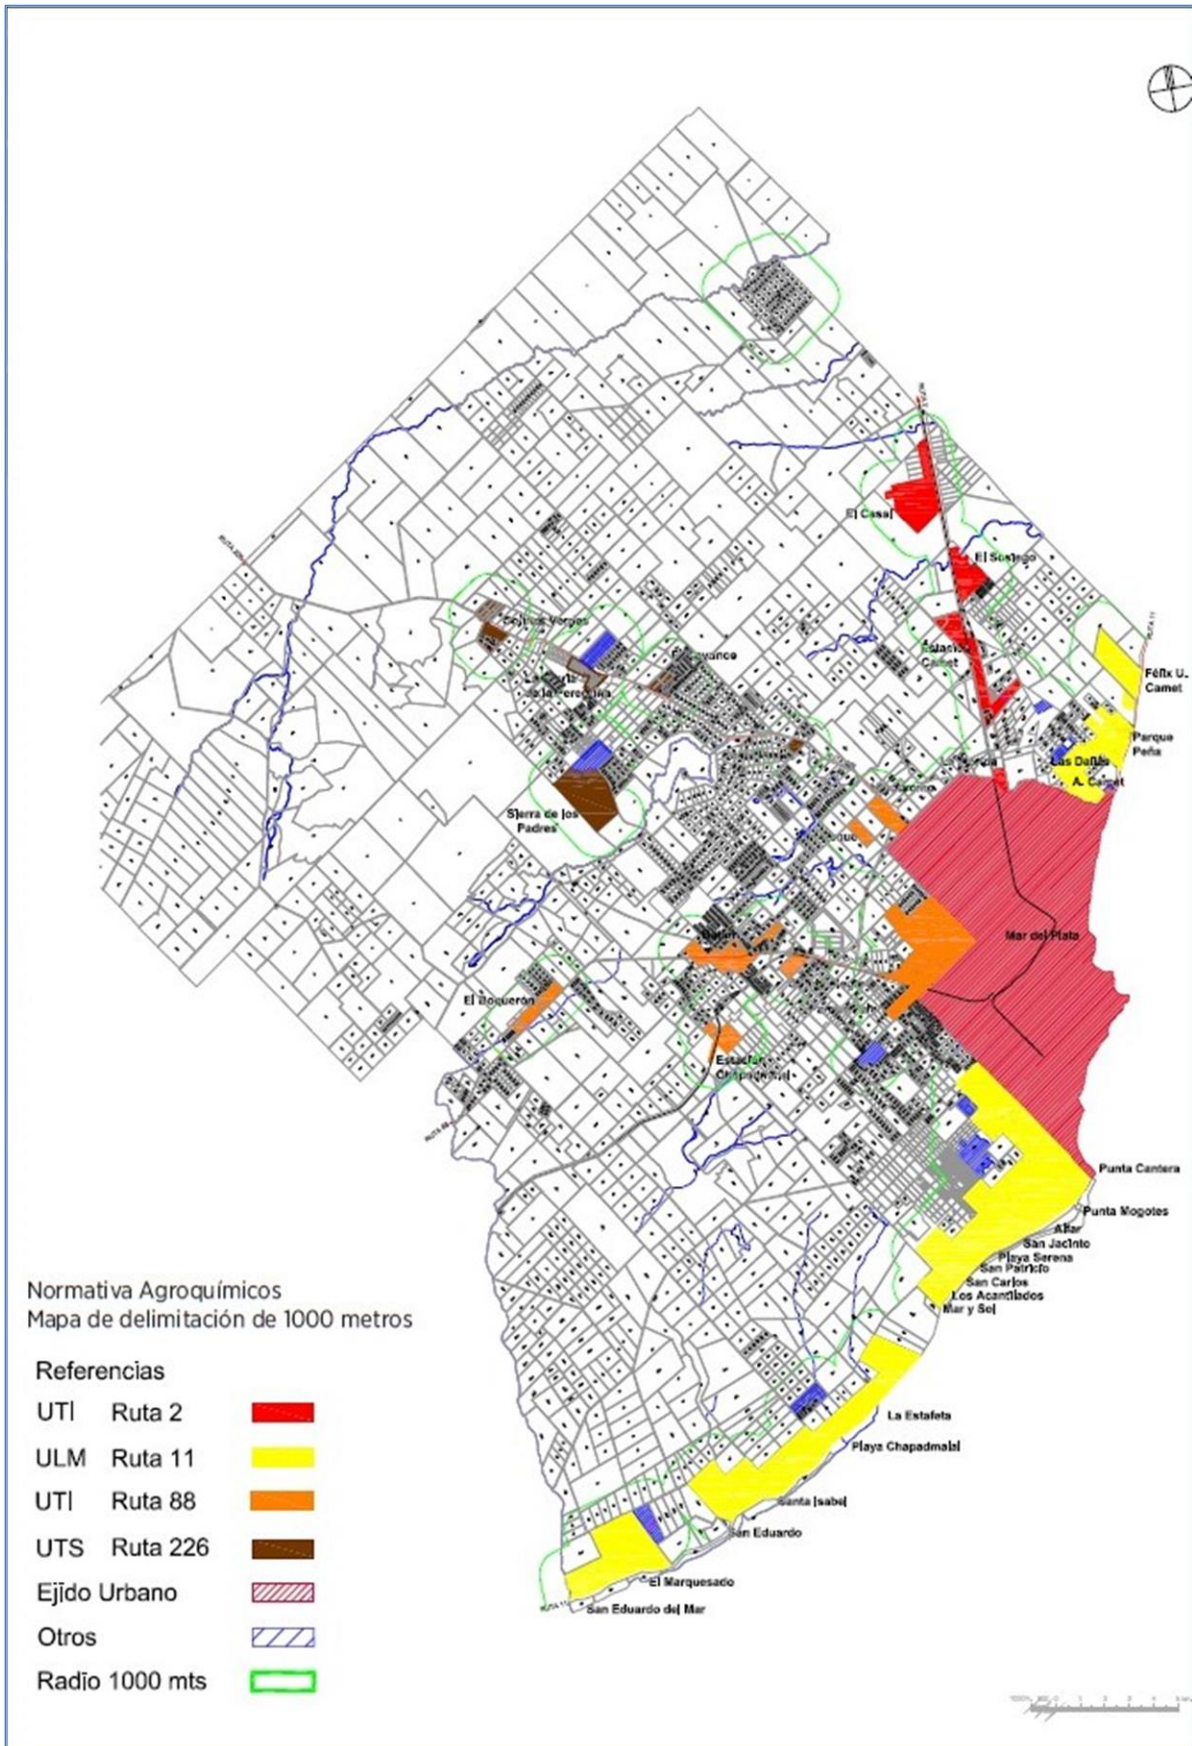 El Casal
El Sosiego
Estación
Camet
Félix U.
Camet
Parque
Peña
Las Dalias
A. Camet
Sierra de los
Padres
Mar del Plata
Batán
El Boquerón
Estación
Chapadmalal
RUTA 88
Punta Cantera
Punta Mogotes
Alfar
San Jacinto
Playa Serena
San Patricio
San Carlos
Los Acantilados
Mar y Sol
La Estafeta
Playa Chapadmalal
Santa Isabel
San Eduardo
El Marquesado
San Eduardo del Mar
RUTA 11
Normativa Agroquímicos
Mapa de delimitación de 1000 metros
Referencias
UTI Ruta 2
ULM Ruta 11
UTI Ruta 88
UTS Ruta 226
Ejido Urbano
Otros
Radio 1000 mts